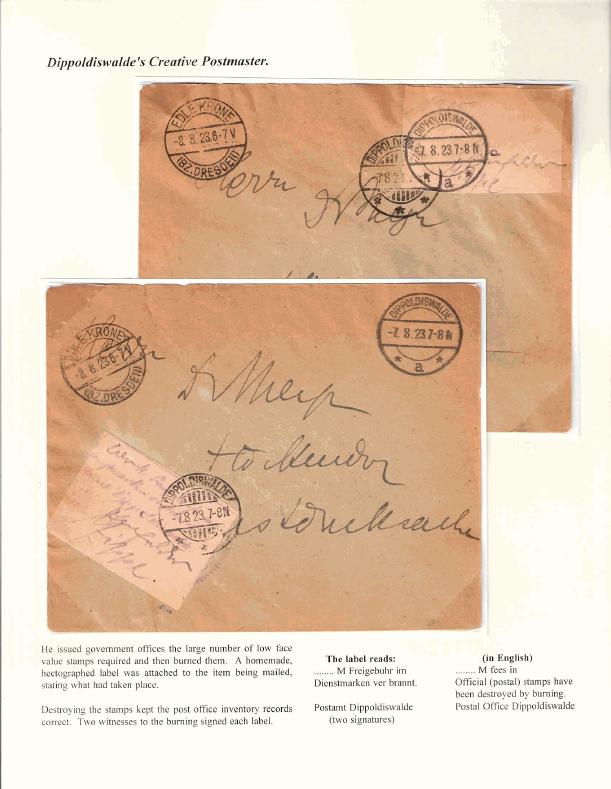 Dippoldiswalde's Creative Postmaster.
EDLE KRONE
-8. 8. 23.6-7 V
(BZ. DRESDEN)
DIPPOLDISWALDE
-7. 8. 23.7-8 N
a
DIPPOLDISWALDE
7.8.23
Herrn
Dr Meyer
EDLE KRONE
-8. 8. 23.6-7 V
(BZ. DRESDEN)
DIPPOLDISWALDE
-7. 8. 23.7-8 N
a
Dr Meyer
DIPPOLDISWALDE
-7.8.23.7-8N
He issued government offices the large number of low face
value stamps required and then burned them. A homemade,
hectographed label was attached to the item being mailed,
stating what had taken place.
Destroying the stamps kept the post office inventory records
correct. Two witnesses to the burning signed each label.
The label reads:
........ M Freigebuhr im
Dienstmarken ver brannt.
Postamt Dippoldiswalde
(two signatures)
(in English)
........ M fees in
Official (postal) stamps have
been destroyed by burning.
Postal Office Dippoldiswalde